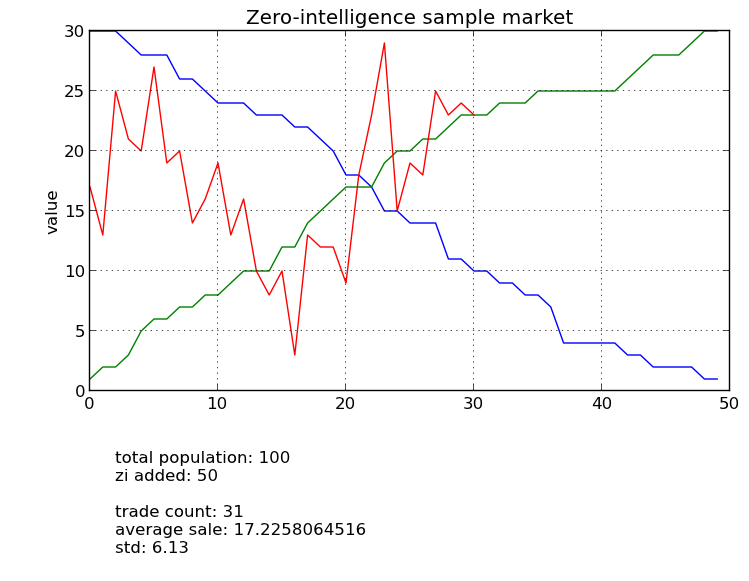 Zero-intelligence sample market
30
25
20
15
10
5
0
value
0 10 20 30 40 50
total population: 100
zi added: 50
trade count: 31
average sale: 17.2258064516
std: 6.13